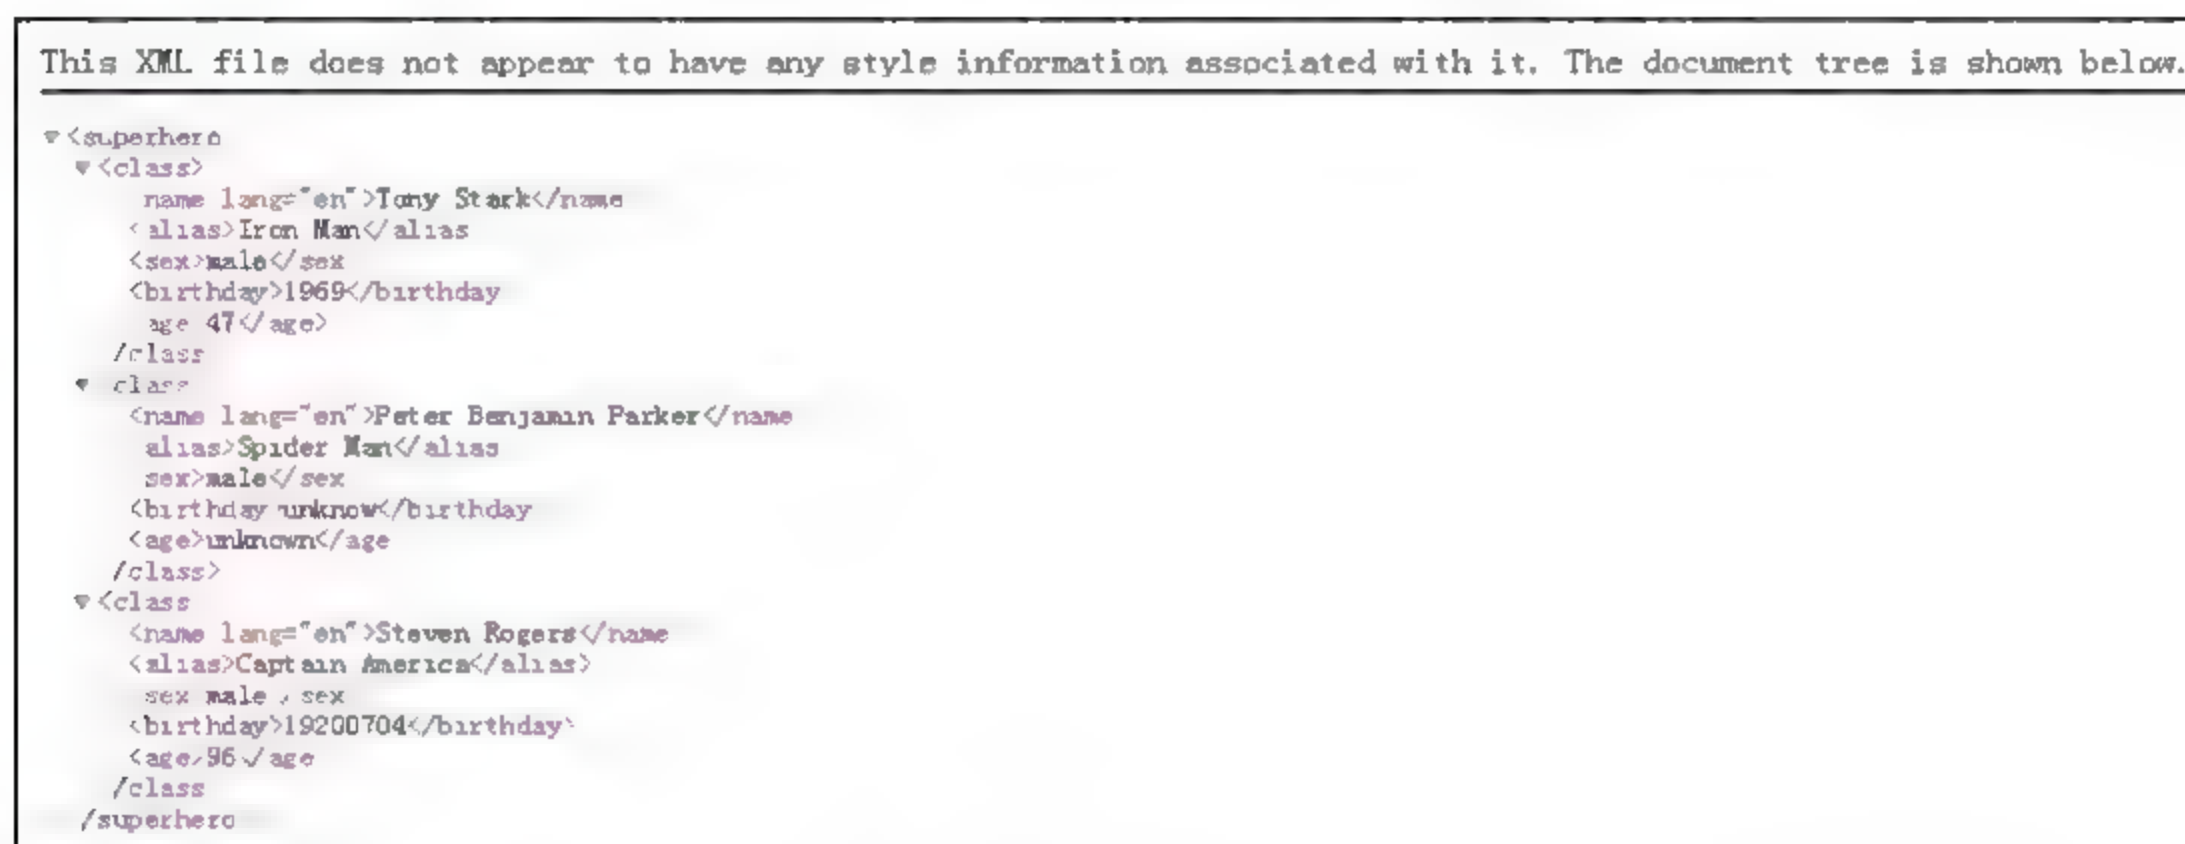 This XML file does not appear to have any style information associated with it. The document tree is shown below.
▼<superhero
▼<class>
name lang="en">Tony Stark</name
<alias>Iron Man</alias
<sex>male</sex
<birthday>1969</birthday
age 47</age>
/class
▼ class
<name lang="en">Peter Benjamin Parker</name
alias>Spider Man</alias
sex>male</sex
<birthday unknow</birthday
<age>unknown</age
/class>
▼<class
<name lang="en">Steven Rogers</name
<alias>Captain America</alias>
sex male / sex
<birthday>19200704</birthday>
<age>96</age
/class
/superhero